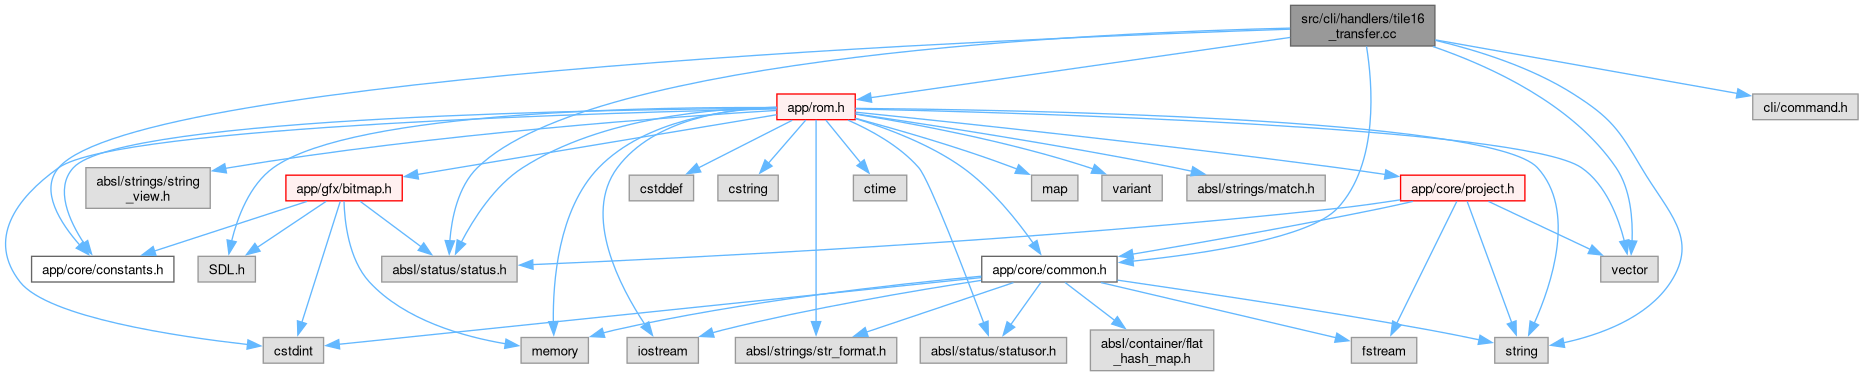 src/cli/handlers/tile16
_transfer.cc
app/rom.h
cli/command.h
absl/strings/string
_view.h
app/gfx/bitmap.h
cstddef
cstring
ctime
map
variant
absl/strings/match.h
app/core/project.h
app/core/constants.h
SDL.h
absl/status/status.h
app/core/common.h
vector
cstdint
memory
iostream
absl/strings/str_format.h
absl/status/statusor.h
absl/container/flat
_hash_map.h
fstream
string